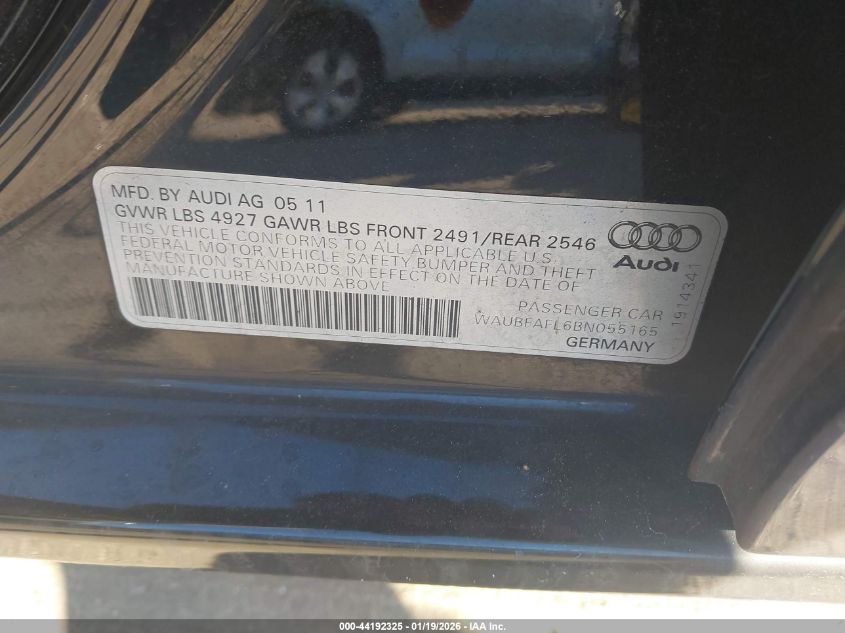 MFD. BY AUDI AG 05 11
GVWR LBS 4927 GAWR LBS FRONT 2491/REAR 2546
THIS VEHICLE CONFORMS TO ALL APPLICABLE U.S.
FEDERAL MOTOR VEHICLE SAFETY BUMPER AND THEFT
PREVENTION STANDARDS IN EFFECT ON THE DATE OF
MANUFACTURE SHOWN ABOVE
Audi
PASSENGER CAR
WAUBFAFL6BN055165
GERMANY
1914341
000-44192325 - 01/19/2026 - IAA Inc.